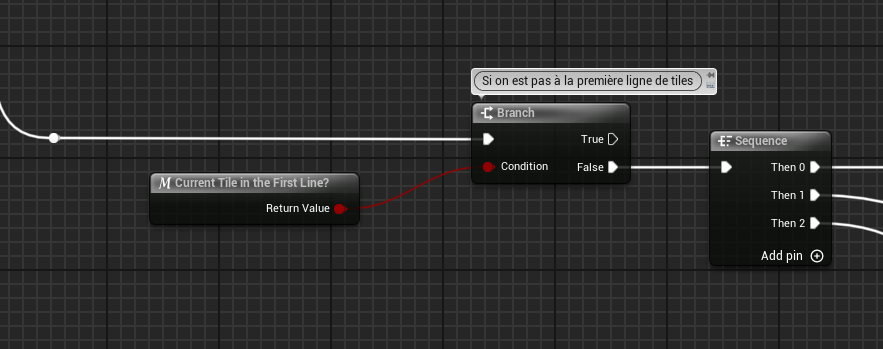 Si on est pas à la première ligne de tiles
Branch
True
Condition
False
Sequence
Then 0
Then 1
Then 2
Add pin
Current Tile in the First Line?
Return Value